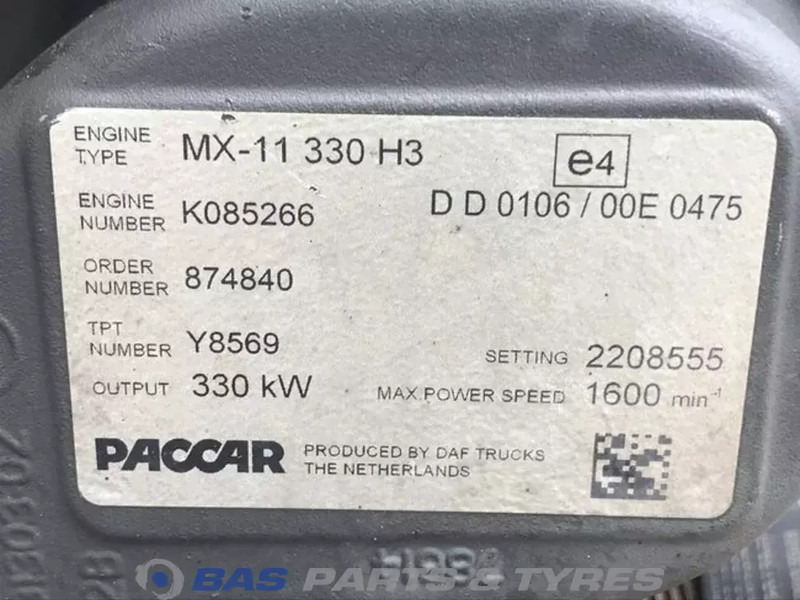 ENGINE TYPE MX-11 330 H3
e4
ENGINE NUMBER K085266
D D 0106 / 00E 0475
ORDER NUMBER 874840
TPT NUMBER Y8569
SETTING 2208555
OUTPUT 330 kW
MAX.POWER SPEED 1600 min⁻¹
PACCAR
PRODUCED BY DAF TRUCKS
THE NETHERLANDS
BAS PARTS & TYRES